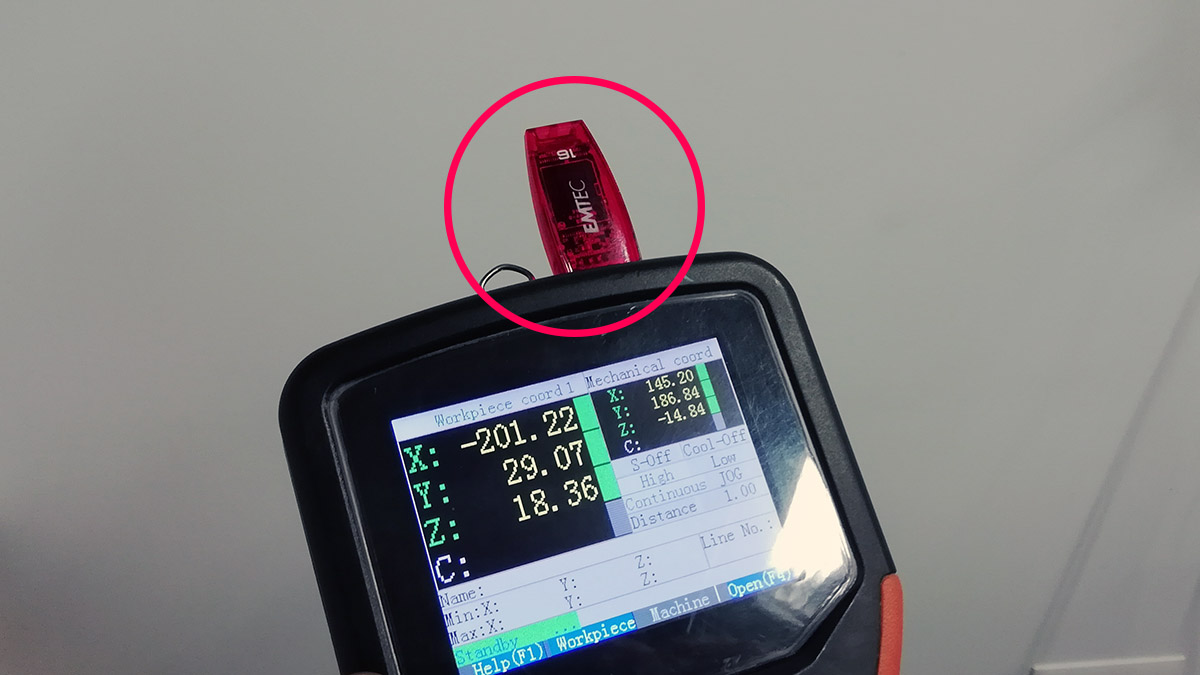 16
EMTEC
Workpiece coord1
Mechanical coord
X: -201.22
Y: 29.07
Z: 18.36
C:
X: 145.20
Y: 186.84
Z: -14.84
C:
S-Off Cool-Off
High Low
Continuous JOG
Distance 1.00
Name: Y: Z: Line No.:
Min:X: Y: Z:
Max:X:
Standby ...
Help(F1) Workpiece Machine Open(F4)